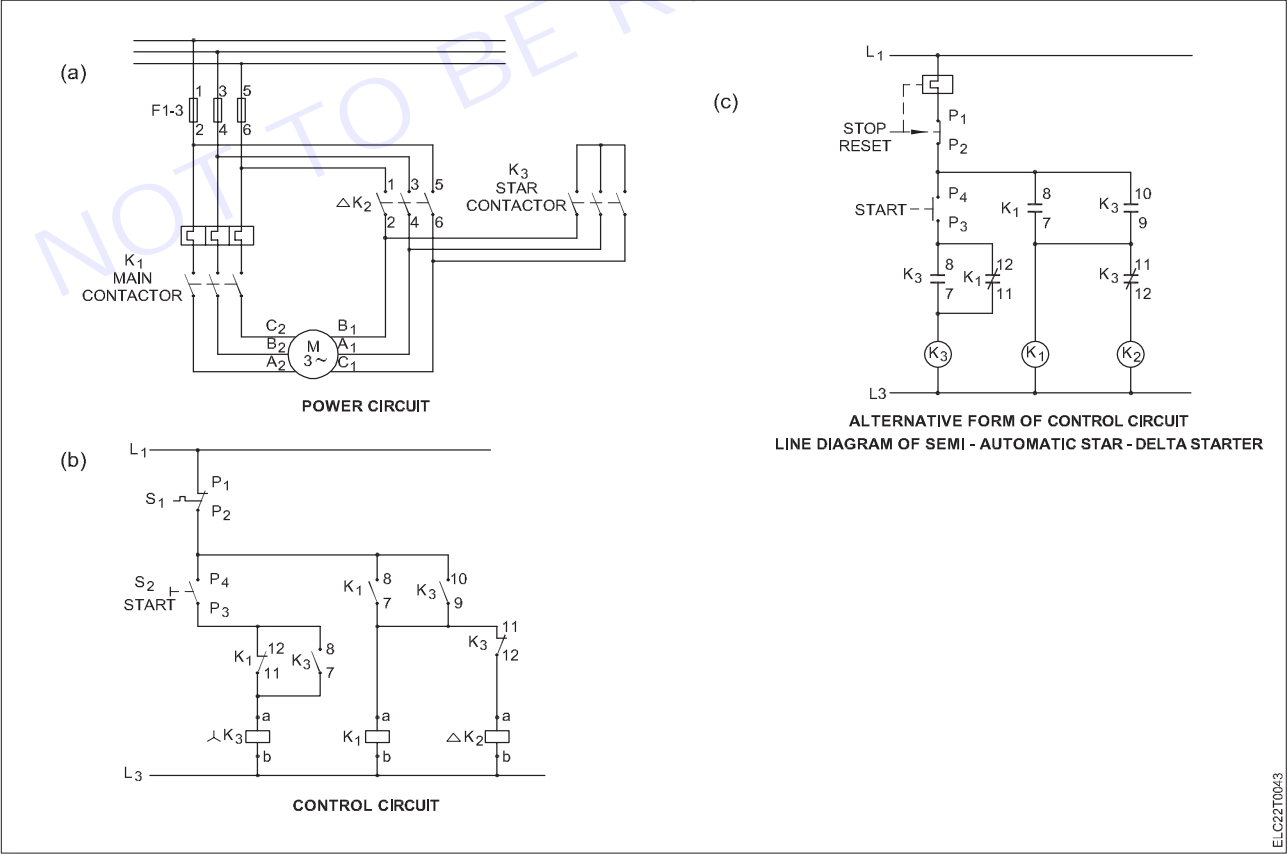 NOT TO BE R
(a)
1 3 5
F1-3
2 4 6
K3
STAR
CONTACTOR
1 3 5
△K2
2 4 6
K1
MAIN
CONTACTOR
C2 B1
B2 M A1
3~
A2 C1
POWER CIRCUIT
(b)
L1
P1
S1
P2
S2 P4
START
P3
K1 8
7
K3 10
9
K1 12
11
K3 8
7
K3 11
12
a a a
K3 K1 △K2
b b b
L3
CONTROL CIRCUIT
(c)
L1
P1
STOP
RESET
P2
P4
START
P3
K1 8
7
K3 10
9
K3 8
7
K1 12
11
K3 11
12
K3 K1 K2
L3
ALTERNATIVE FORM OF CONTROL CIRCUIT
LINE DIAGRAM OF SEMI - AUTOMATIC STAR - DELTA STARTER
ELC22T0043